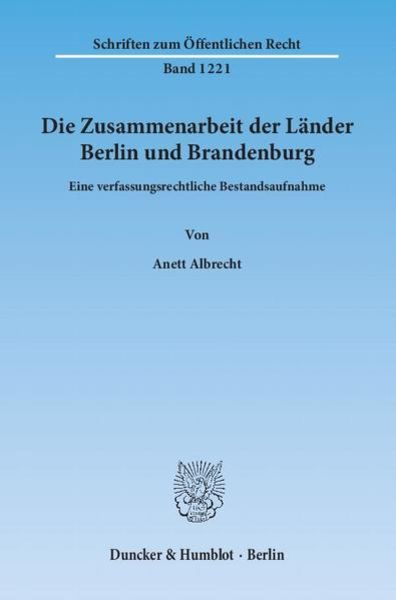 Schriften zum Öffentlichen Recht
Band 1221
Die Zusammenarbeit der Länder
Berlin und Brandenburg
Eine verfassungsrechtliche Bestandsaufnahme
Von
Anett Albrecht
Duncker & Humblot · Berlin